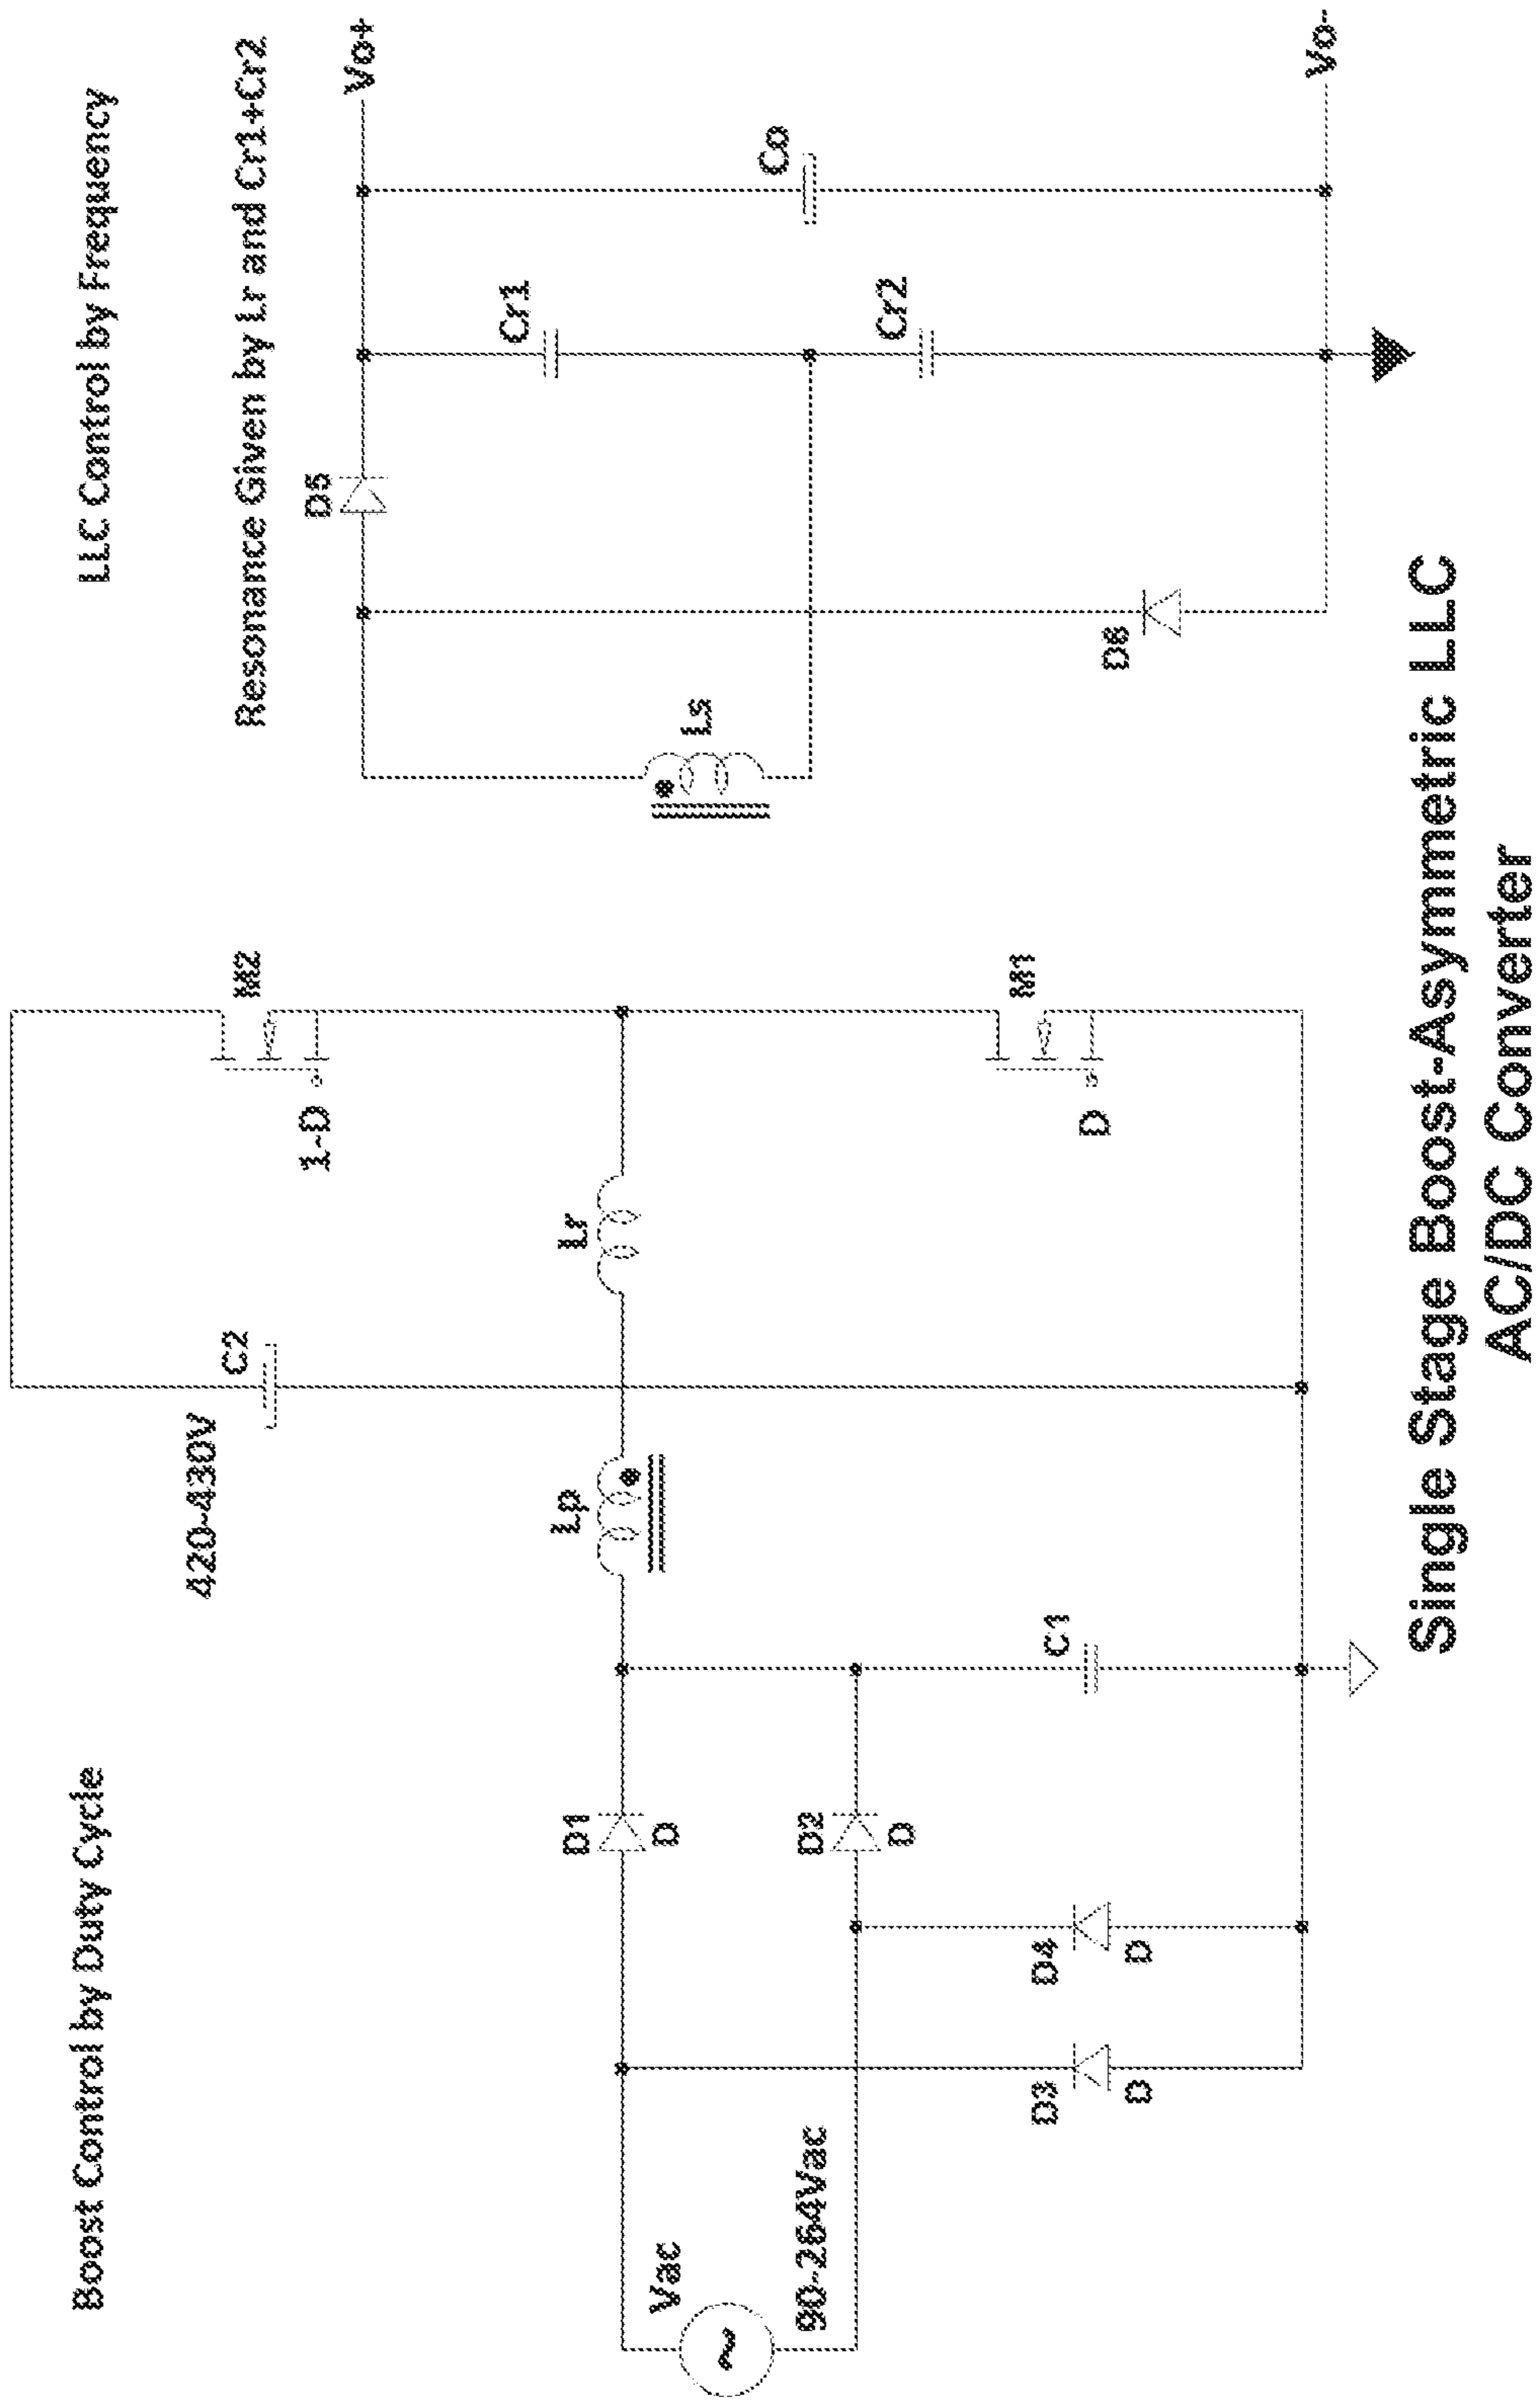 Boost Control by Duty Cycle
LLC Control by Frequency
Resonance Given by Lr and Cr1+Cr2
420-430V
C2
M2
1-D
D5
Vo+
Cr1
Lp
Lr
D1
D
Vac
Ls
Co
90-264Vac
D2
D
Cr2
D3
D
D4
D
C1
M1
D
D6
Vo-
Single Stage Boost-Asymmetric LLC
AC/DC Converter